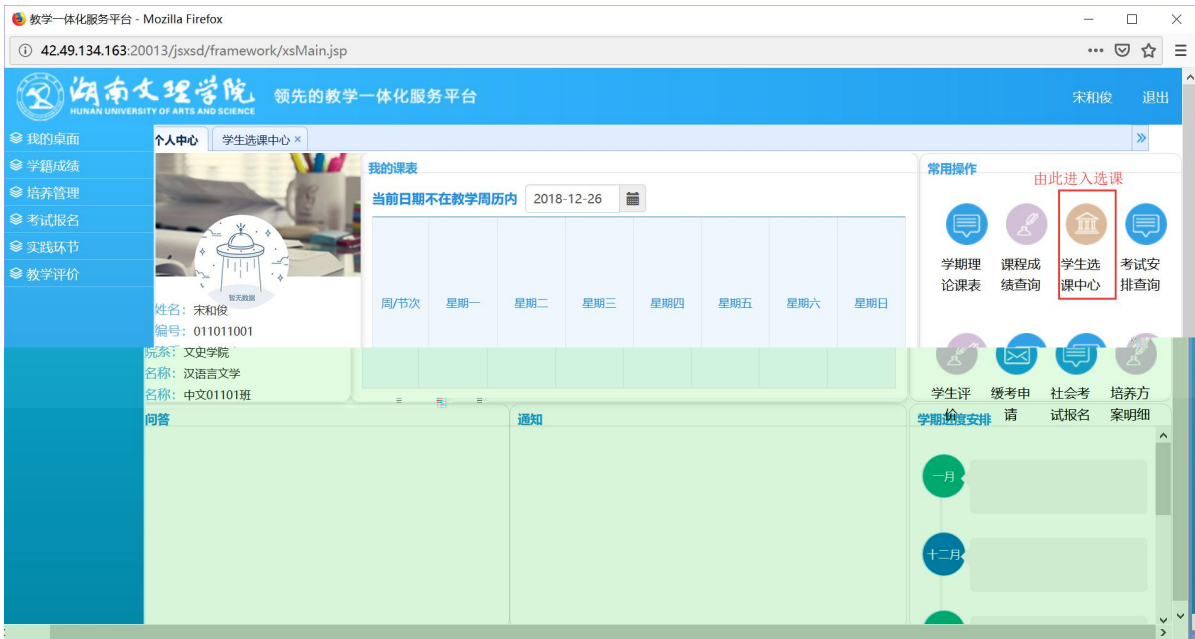 教学一体化服务平台 - Mozilla Firefox
42.49.134.163:20013/jsxsd/framework/xsMain.jsp
湖南文理学院
HUNAN UNIVERSITY OF ARTS AND SCIENCE
领先的教学一体化服务平台
宋和俊 退出
我的桌面
学籍成绩
培养管理
考试报名
实践环节
教学评价
个人中心 学生选课中心 ×
暂无数据
姓名：宋和俊
编号：011011001
院系：文史学院
名称：汉语言文学
名称：中文01101班
我的课表
当前日期不在教学周历内 2018-12-26
周/节次 星期一 星期二 星期三 星期四 星期五 星期六 星期日
常用操作
由此进入选课
学期理论课表
课程成绩查询
学生选课中心
考试安排查询
学生评价
缓考申请
社会考试报名
培养方案明细
问答
通知
学期进度安排
一月
十二月